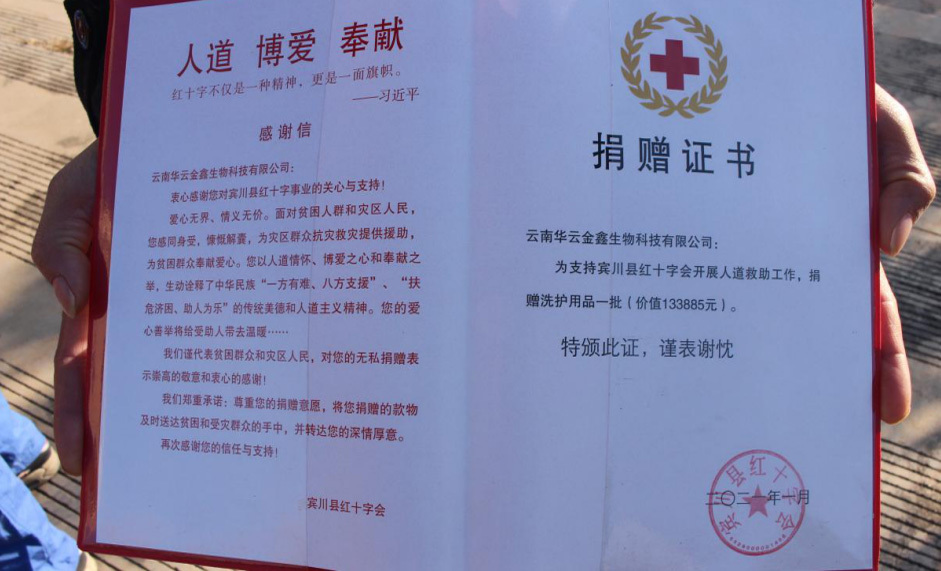 人道 博爱 奉献
红十字不仅是一种精神，更是一面旗帜。
——习近平
感谢信
云南华云金鑫生物科技有限公司：
衷心感谢您对宾川县红十字事业的关心与支持！
爱心无界、情义无价。面对贫困人群和灾区人民，
您感同身受，慷慨解囊，为灾区群众抗灾救灾提供援助，
为贫困群众奉献爱心。您以人道情怀、博爱之心和奉献之
举，生动诠释了中华民族“一方有难、八方支援”、“扶
危济困、助人为乐”的传统美德和人道主义精神。您的爱
心善举将给受助人带去温暖……
我们谨代表贫困群众和灾区人民，对您的无私捐赠表
示崇高的敬意和衷心的感谢！
我们郑重承诺：尊重您的捐赠意愿，将您捐赠的款物
及时送达贫困和受灾群众的手中，并转达您的深情厚意。
再次感谢您的信任与支持！
宾川县红十字会
捐赠证书
云南华云金鑫生物科技有限公司：
为支持宾川县红十字会开展人道救助工作，捐
赠洗护用品一批（价值133885元）。
特颁此证，谨表谢忱
宾川县红十字会
二〇二一年一月